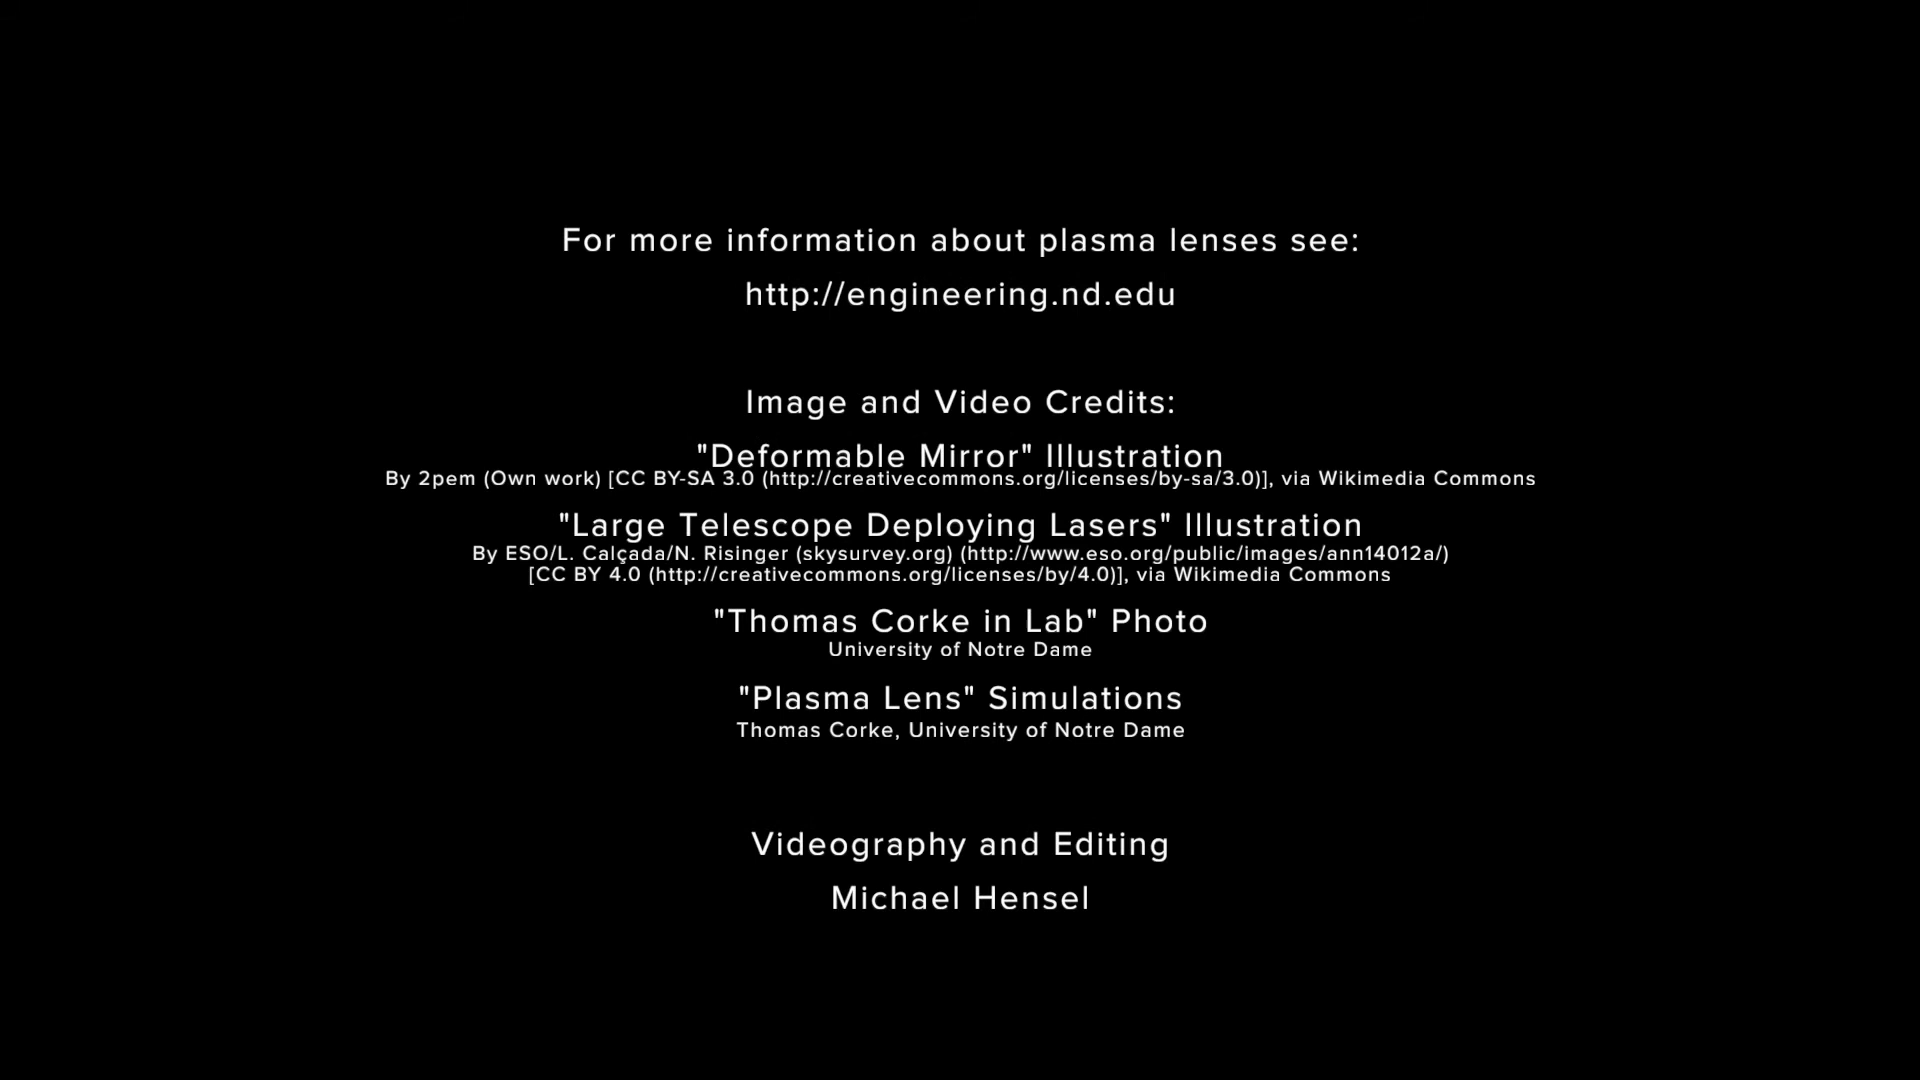 For more information about plasma lenses see:
http://engineering.nd.edu
Image and Video Credits:
"Deformable Mirror" Illustration
By 2pem (Own work) [CC BY-SA 3.0 (http://creativecommons.org/licenses/by-sa/3.0)], via Wikimedia Commons
"Large Telescope Deploying Lasers" Illustration
By ESO/L. Calçada/N. Risinger (skysurvey.org) (http://www.eso.org/public/images/ann14012a/)
[CC BY 4.0 (http://creativecommons.org/licenses/by/4.0)], via Wikimedia Commons
"Thomas Corke in Lab" Photo
University of Notre Dame
"Plasma Lens" Simulations
Thomas Corke, University of Notre Dame
Videography and Editing
Michael Hensel